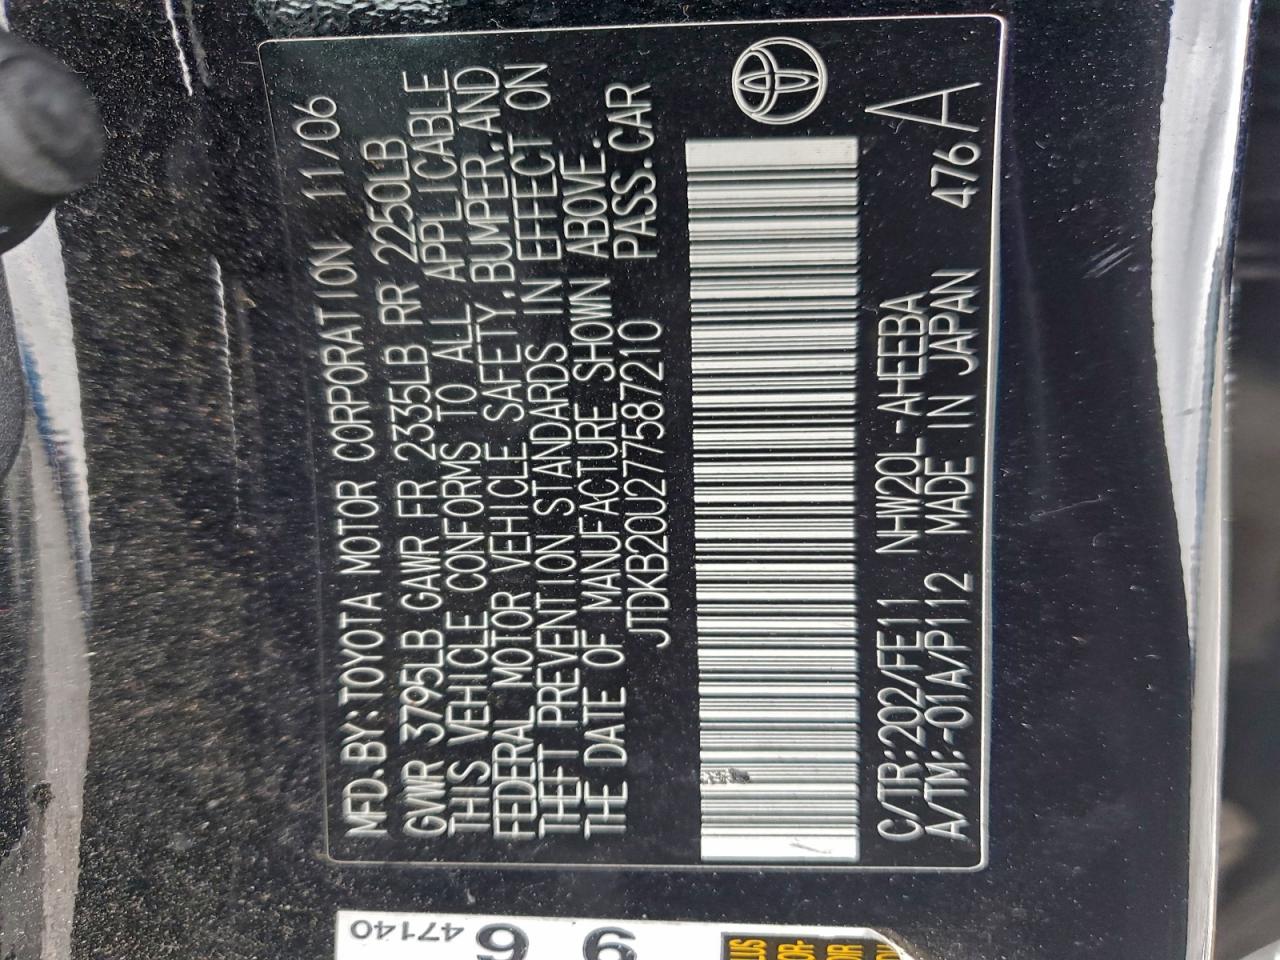 MFD.BY:TOYOTA MOTOR CORPORATION 11/06
GVWR 3795LB GAWR FR 2335LB RR 2250LB
THIS VEHICLE CONFORMS TO ALL APPLICABLE
FEDERAL MOTOR VEHICLE SAFETY,BUMPER,AND
THEFT PREVENTION STANDARDS IN EFFECT ON
THE DATE OF MANUFACTURE SHOWN ABOVE.
JTDKB20U277587210 PASS.CAR
C/TR:202/FE11 NHW20L-AHEEBA
A/TM:-01A/P112 MADE IN JAPAN 476A
47140